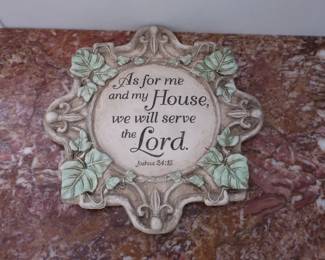 As for me
and my House,
we will serve
the Lord.
Joshua 24:15